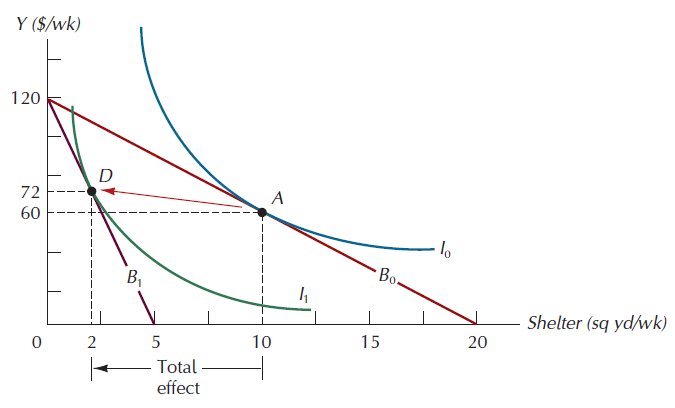 Y ($/wk)
120
D
A
72
60
I₀
B₁
I₁
B₀
Shelter (sq yd/wk)
0 2 5 10 15 20
Total
effect